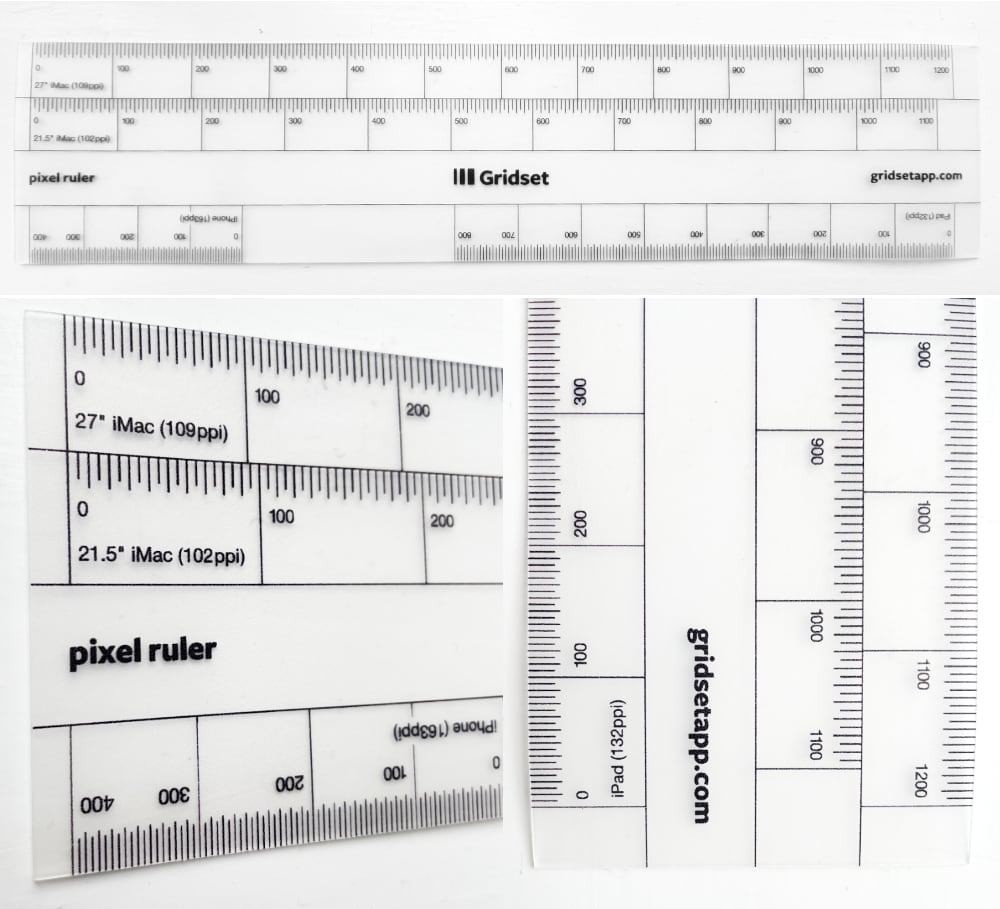 0 100 200 300 400 500 600 700 800 900 1000 1100 1200
27" iMac (109ppi)
0 100 200 300 400 500 600 700 800 900 1000 1100
21.5" iMac (102ppi)
pixel ruler Gridset gridsetapp.com
iPhone (163ppi) iPad (132ppi)
400 300 200 100 0 800 700 600 500 400 300 200 100 0
0 100 200
27" iMac (109ppi)
0 100 200
21.5" iMac (102ppi)
pixel ruler
iPhone (163ppi)
400 300 200 100 0
300 200 100 0
iPad (132ppi)
gridsetapp.com
900 1000 1100
900 1000 1100 1200